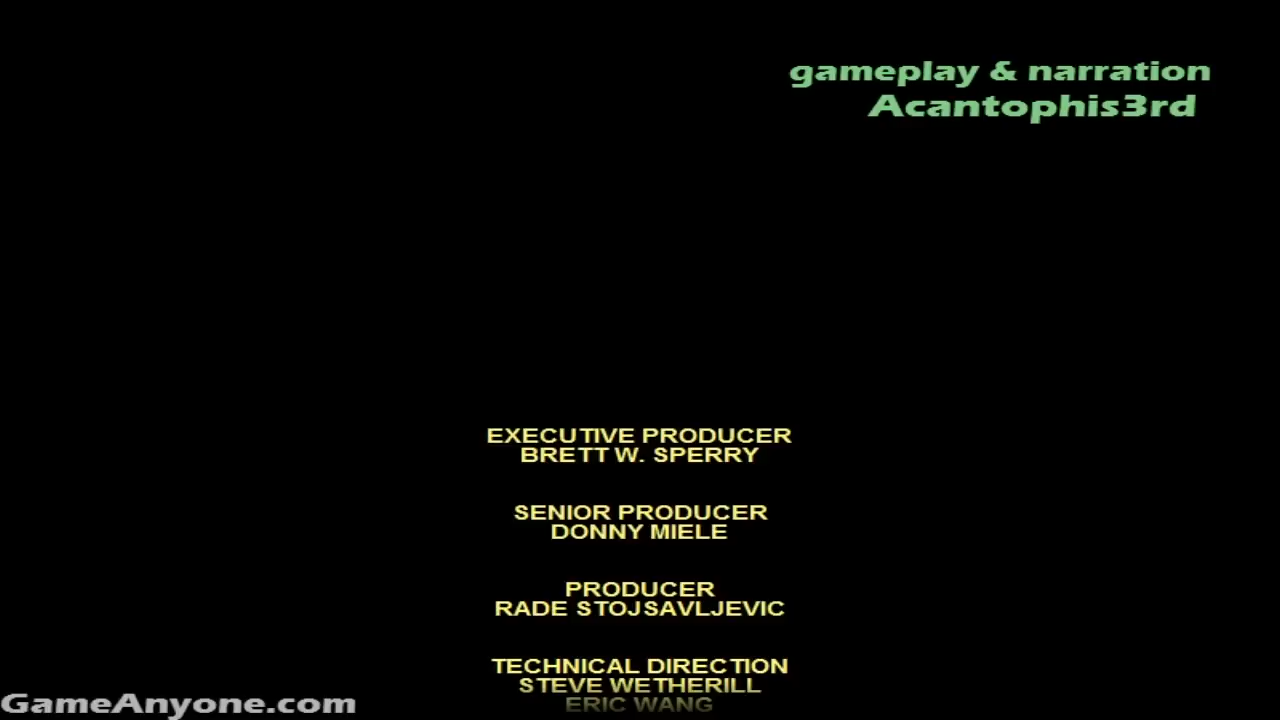 gameplay & narration
Acantophis3rd
EXECUTIVE PRODUCER
BRETT W. SPERRY
SENIOR PRODUCER
DONNY MIELE
PRODUCER
RADE STOJSAVLJEVIC
TECHNICAL DIRECTION
STEVE WETHERILL
ERIC WANG
GameAnyone.com